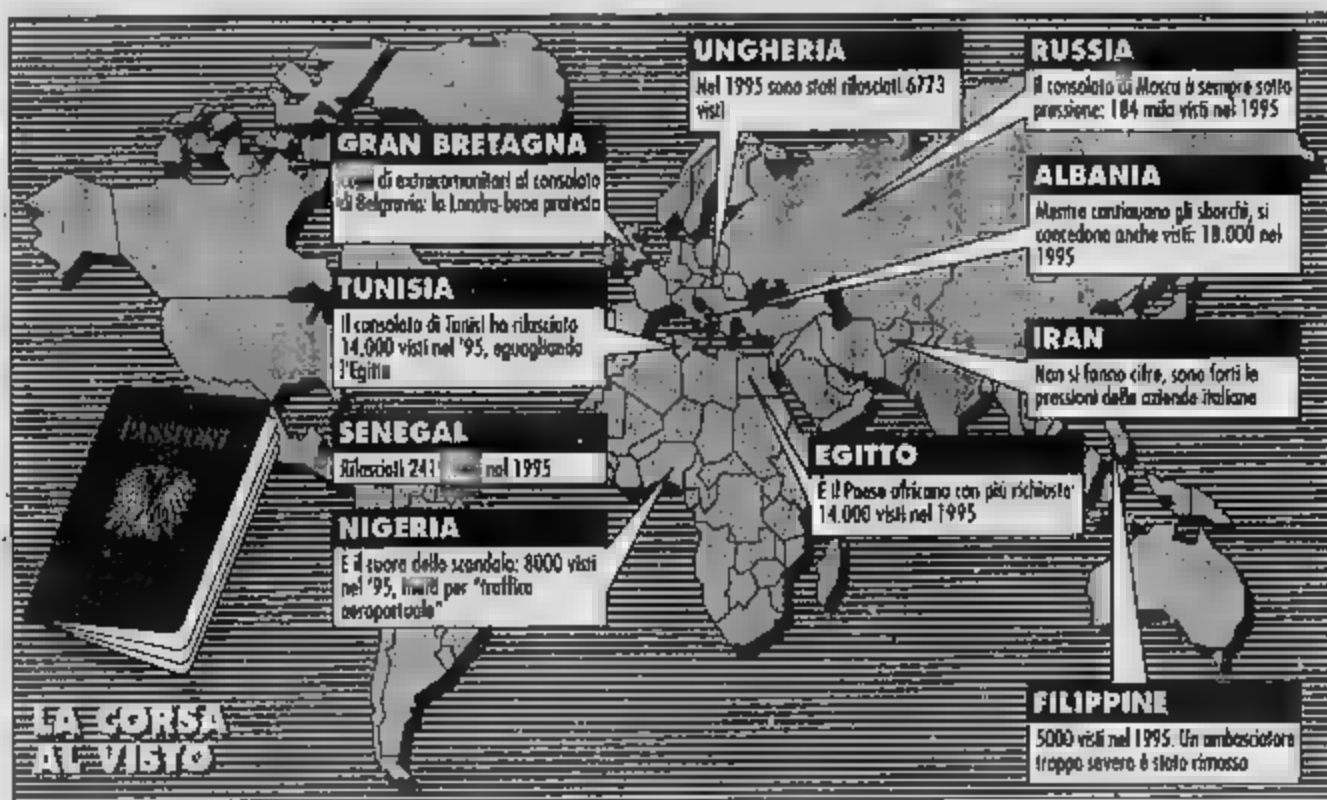 UNGHERIA
Nel 1995 sono stati rilasciati 6773
visti
RUSSIA
Il consolato di Mosca è sempre sotto
pressione: 184 mila visti nel 1995
GRAN BRETAGNA
di extracomunitari al consolato
di Belgravia: la Londra-bene protesta
ALBANIA
Mentre continuano gli sbarchi, si
concedono anche visti: 18.000 nel
1995
TUNISIA
Il consolato di Tunisi ha rilasciato
14.000 visti nel '95, eguagliando
l'Egitto
IRAN
Non si fanno cifre, sono forti le
pressioni delle aziende italiane
SENEGAL
Rilasciati nel 1995
EGITTO
È il Paese africano con più richieste:
14.000 visti nel 1995
NIGERIA
È il cuore dello scandalo: 8000 visti
nel '95, per "traffico
aeroportuale"
FILIPPINE
5000 visti nel 1995. Un ambasciatore
troppo severo è stato rimosso
PASSPORT
LA CORSA
AL VISTO